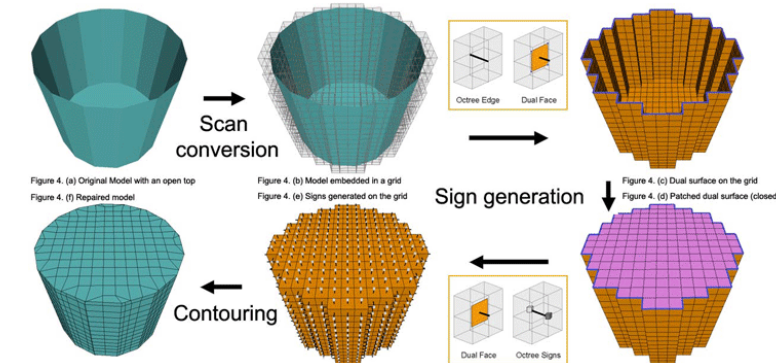 Octree Edge
Dual Face
Scan
conversion
Figure 4. (a) Original Model with an open top
Figure 4. (b) Model embedded in a grid
Figure 4. (c) Dual surface on the grid
Sign generation
Figure 4. (f) Repaired model
Figure 4. (e) Signs generated on the grid
Figure 4. (d) Patched dual surface (closed
Contouring
Dual Face
Octree Signs